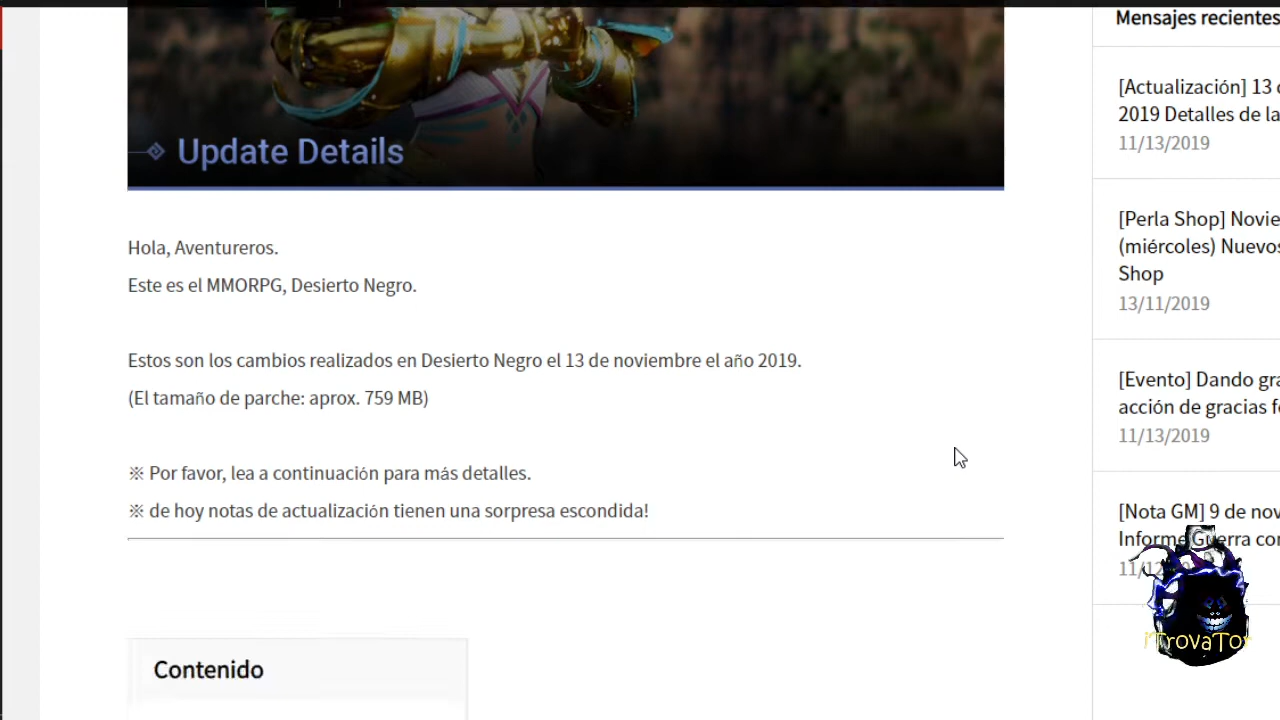 Update Details
Hola, Aventureros.
Este es el MMORPG, Desierto Negro.
Estos son los cambios realizados en Desierto Negro el 13 de noviembre el año 2019.
(El tamaño de parche: aprox. 759 MB)
※ Por favor, lea a continuación para más detalles.
※ de hoy notas de actualización tienen una sorpresa escondida!
Contenido
Mensajes recientes
[Actualización] 13
2019 Detalles de la
11/13/2019
[Perla Shop]
(miércoles) Nuevos
Shop
13/11/2019
[Evento] Dando
acción de gracias
11/13/2019
[Nota GM] 9 de
Informe Guerra
iTrovaTor